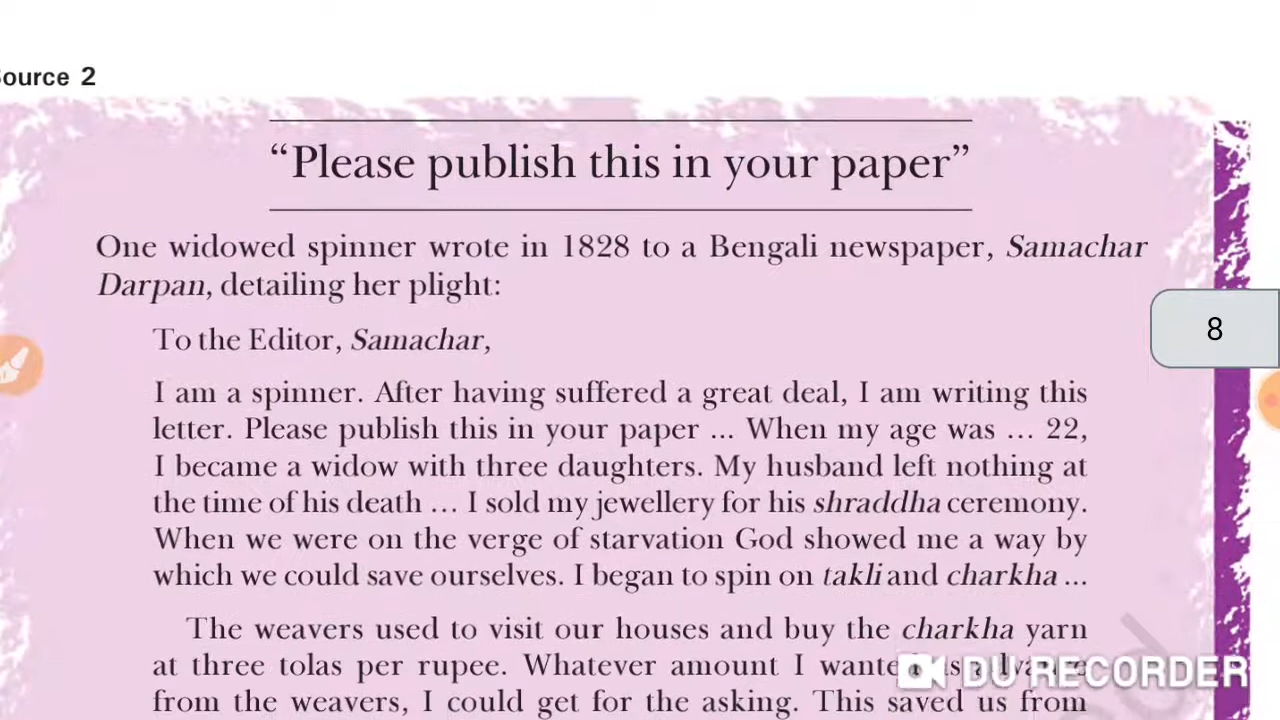 Source 2
“Please publish this in your paper”
One widowed spinner wrote in 1828 to a Bengali newspaper, Samachar
Darpan, detailing her plight:
To the Editor, Samachar,
I am a spinner. After having suffered a great deal, I am writing this
letter. Please publish this in your paper ... When my age was ... 22,
I became a widow with three daughters. My husband left nothing at
the time of his death ... I sold my jewellery for his shraddha ceremony.
When we were on the verge of starvation God showed me a way by
which we could save ourselves. I began to spin on takli and charkha ...
The weavers used to visit our houses and buy the charkha yarn
at three tolas per rupee. Whatever amount I wanted as advance
from the weavers, I could get for the asking. This saved us from
8
DU RECORDER